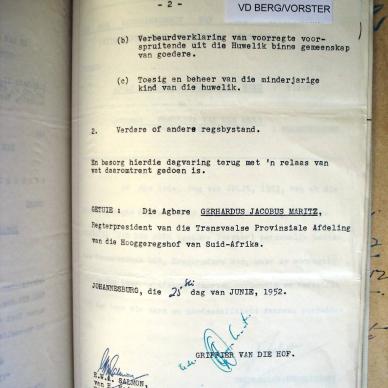 - 2 -
VD BERG/VORSTER
(b) Verbeurdverklaring van voorregte voor-
spruitende uit die Huwelik binne gemeenskap
van goedere.
(c) Toesig en beheer van die minderjarige
kind van die huwelik.
2. Verdere of anders regsbystand.
En besorg hierdie dagvaring terug met 'n relaas van
wat daaromtrent gedoen is.
GETUIE : Die Agbare GERHARDUS JACOBUS MARITZ,
Regterpresident van die Transvaalse Provinsiale Afdeling
van die Hooggeregshof van Suid-Afrika.
JOHANNESBURG, die 25 dag van JUNIE, 1952.
GRIFFIER VAN DIE HOF.
SALMON,